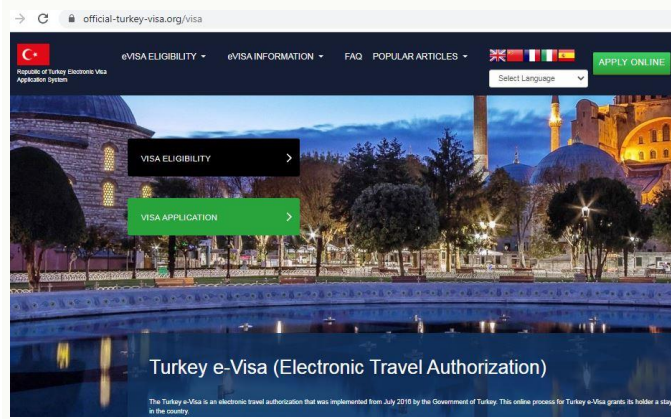 official-turkey-visa.org/visa
eVISA ELIGIBILITY
eVISA INFORMATION
FAQ
POPULAR ARTICLES
APPLY ONLINE
Republic of Turkey Electronic Visa
Application System
Select Language
VISA ELIGIBILITY
VISA APPLICATION
Turkey e-Visa (Electronic Travel Authorization)
The Turkey e-Visa is an electronic travel authorization that was implemented from July 2016 by the Government of Turkey. This online process for Turkey e-Visa grants its holder a stay
in the country